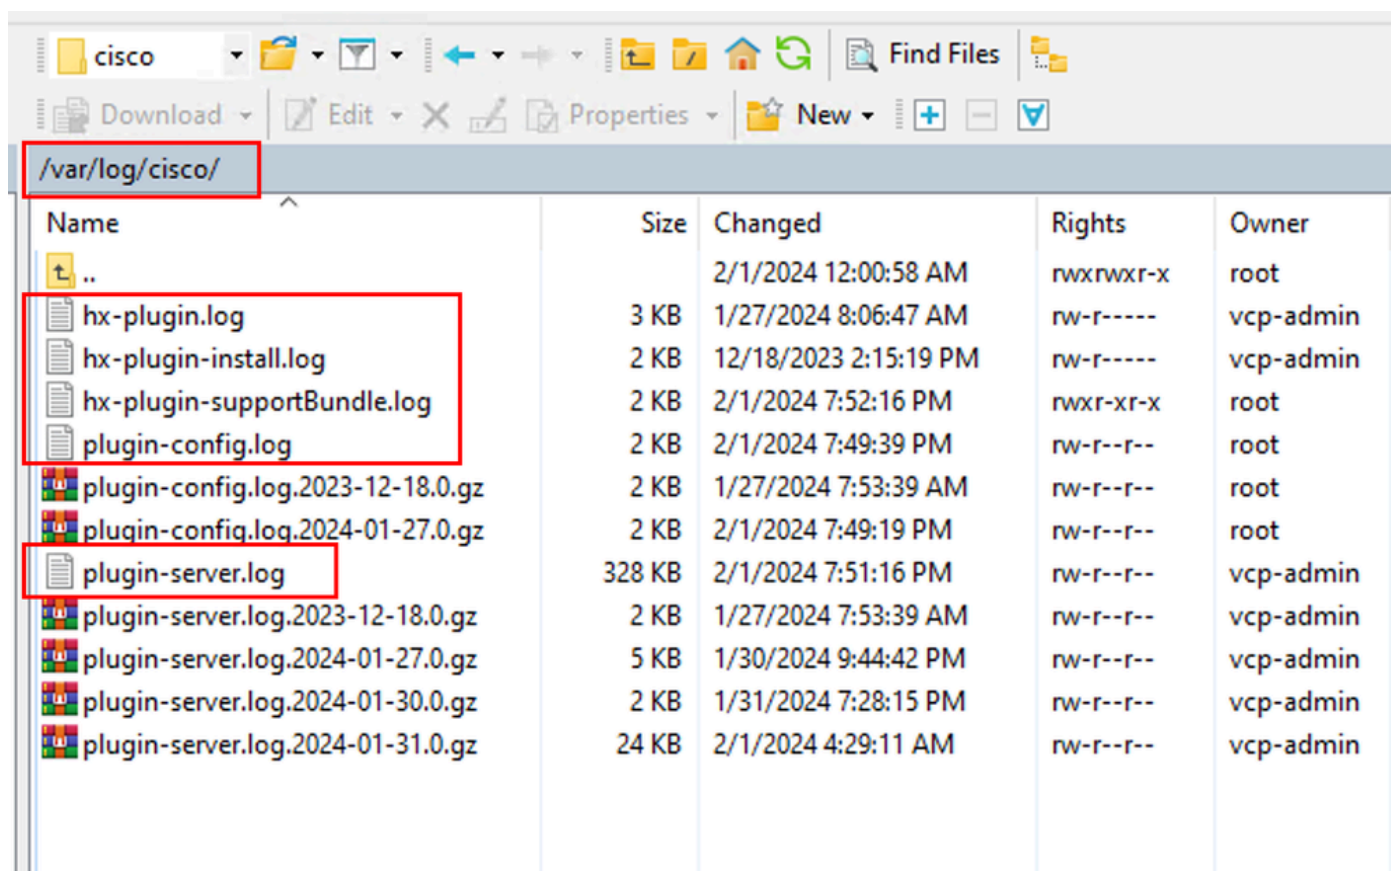 cisco Find Files
Download Edit Properties New
/var/log/cisco/
Name Size Changed Rights Owner
.. 2/1/2024 12:00:58 AM rwxrwxr-x root
hx-plugin.log 3 KB 1/27/2024 8:06:47 AM rw-r----- vcp-admin
hx-plugin-install.log 2 KB 12/18/2023 2:15:19 PM rw-r----- vcp-admin
hx-plugin-supportBundle.log 2 KB 2/1/2024 7:52:16 PM rwxr-xr-x root
plugin-config.log 2 KB 2/1/2024 7:49:39 PM rw-r--r-- root
plugin-config.log.2023-12-18.0.gz 2 KB 1/27/2024 7:53:39 AM rw-r--r-- root
plugin-config.log.2024-01-27.0.gz 2 KB 2/1/2024 7:49:19 PM rw-r--r-- root
plugin-server.log 328 KB 2/1/2024 7:51:16 PM rw-r--r-- vcp-admin
plugin-server.log.2023-12-18.0.gz 2 KB 1/27/2024 7:53:39 AM rw-r--r-- vcp-admin
plugin-server.log.2024-01-27.0.gz 5 KB 1/30/2024 9:44:42 PM rw-r--r-- vcp-admin
plugin-server.log.2024-01-30.0.gz 2 KB 1/31/2024 7:28:15 PM rw-r--r-- vcp-admin
plugin-server.log.2024-01-31.0.gz 24 KB 2/1/2024 4:29:11 AM rw-r--r-- vcp-admin